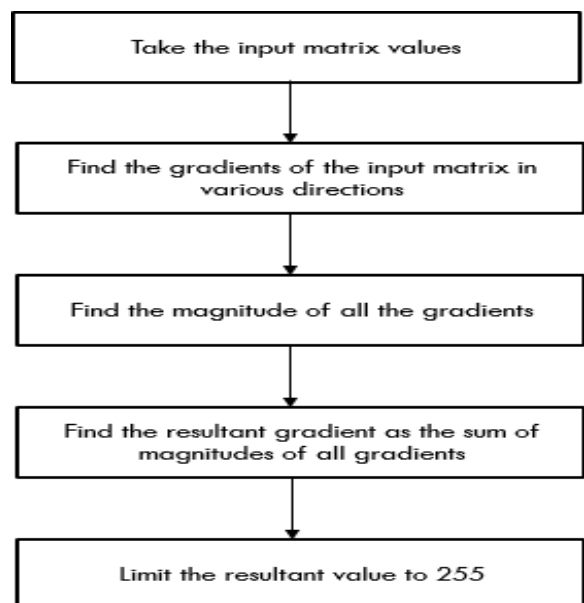 Take the input matrix values
Find the gradients of the input matrix in
various directions
Find the magnitude of all the gradients
Find the resultant gradient as the sum of
magnitudes of all gradients
Limit the resultant value to 255